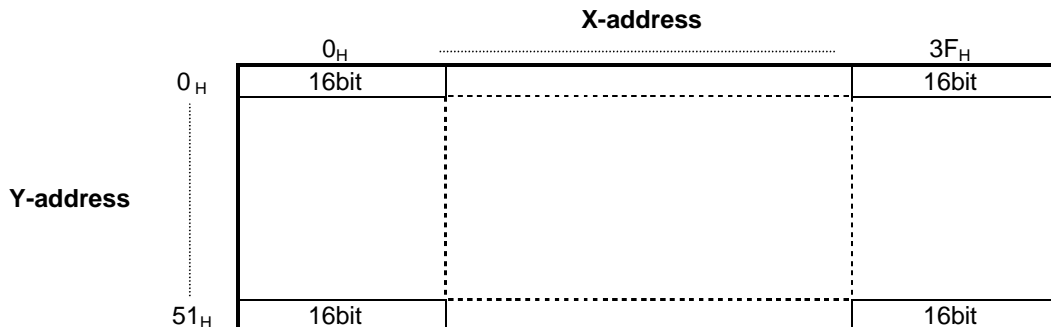 X-address
0H 3FH
0 H 16bit 16bit
Y-address
51H 16bit 16bit